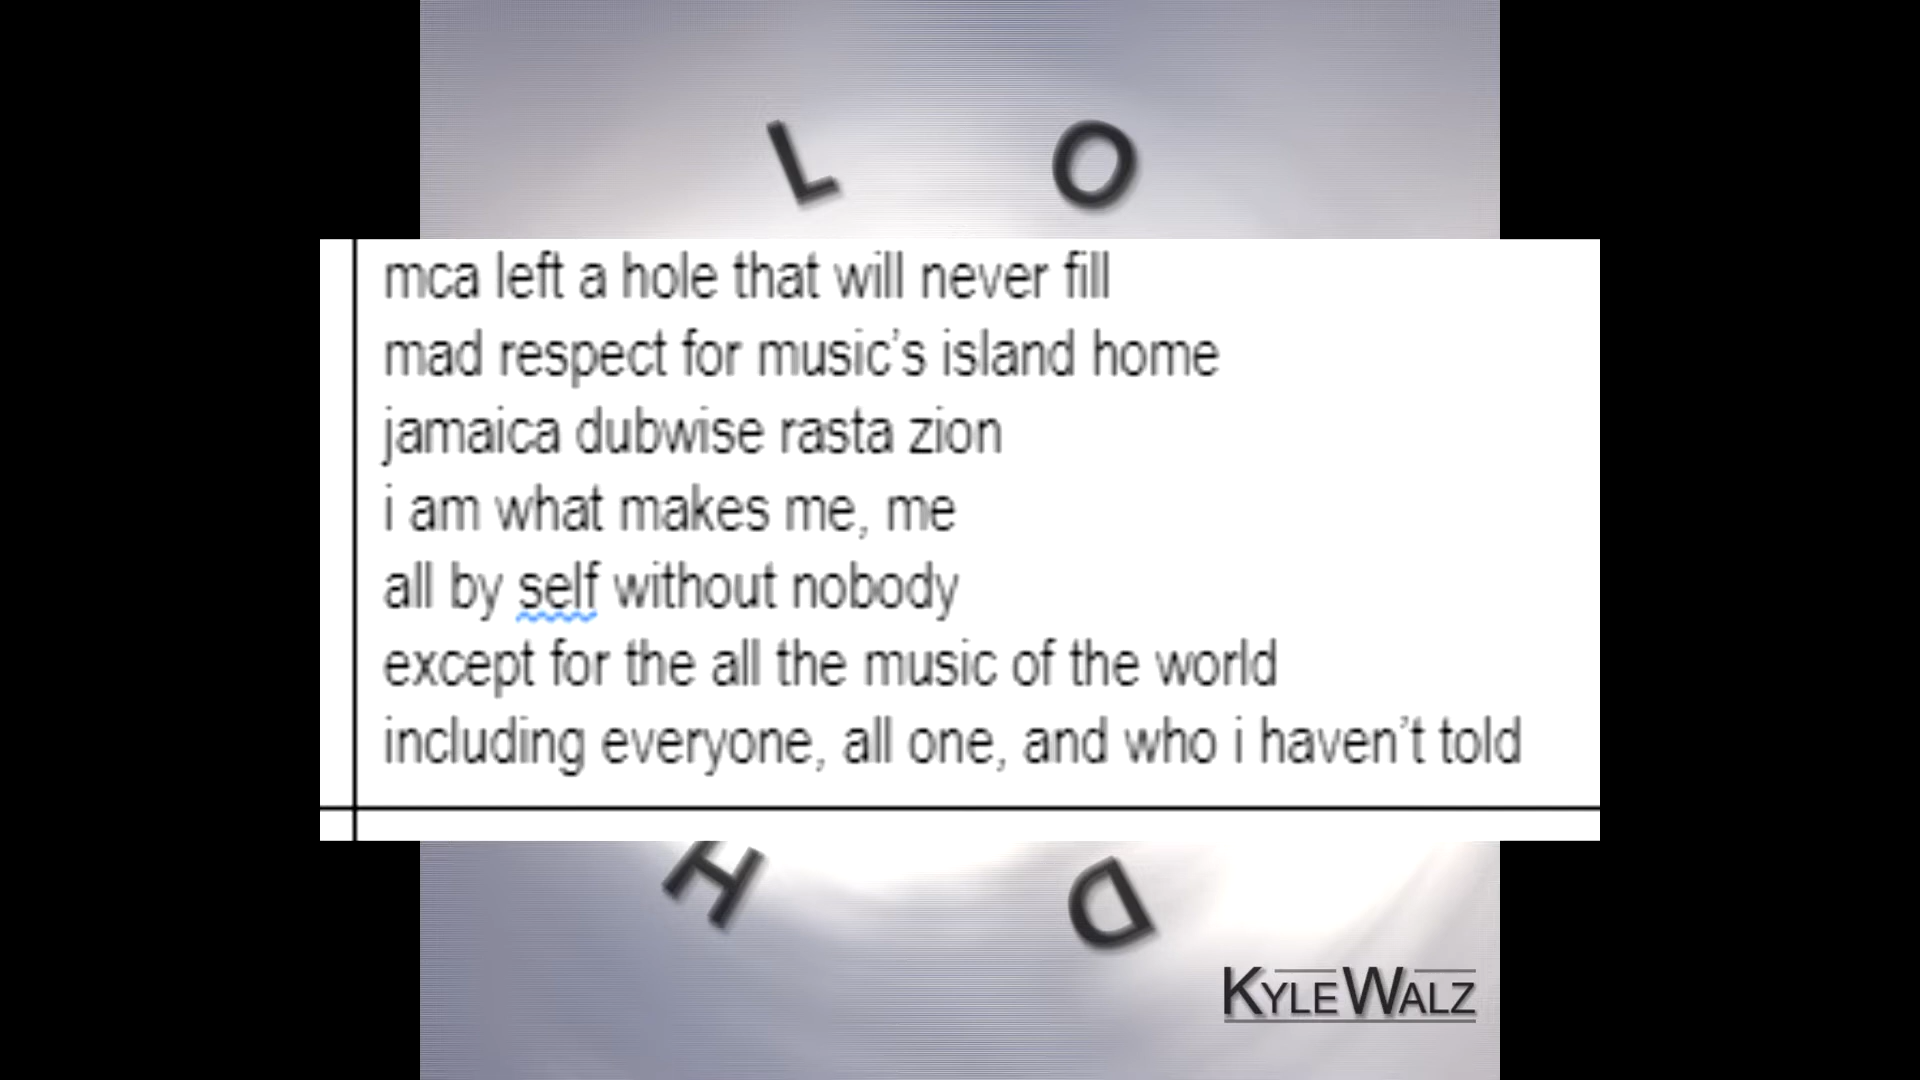 L O
mca left a hole that will never fill
mad respect for music’s island home
jamaica dubwise rasta zion
i am what makes me, me
all by self without nobody
except for the all the music of the world
including everyone, all one, and who i haven’t told
H D
KYLE WALZ